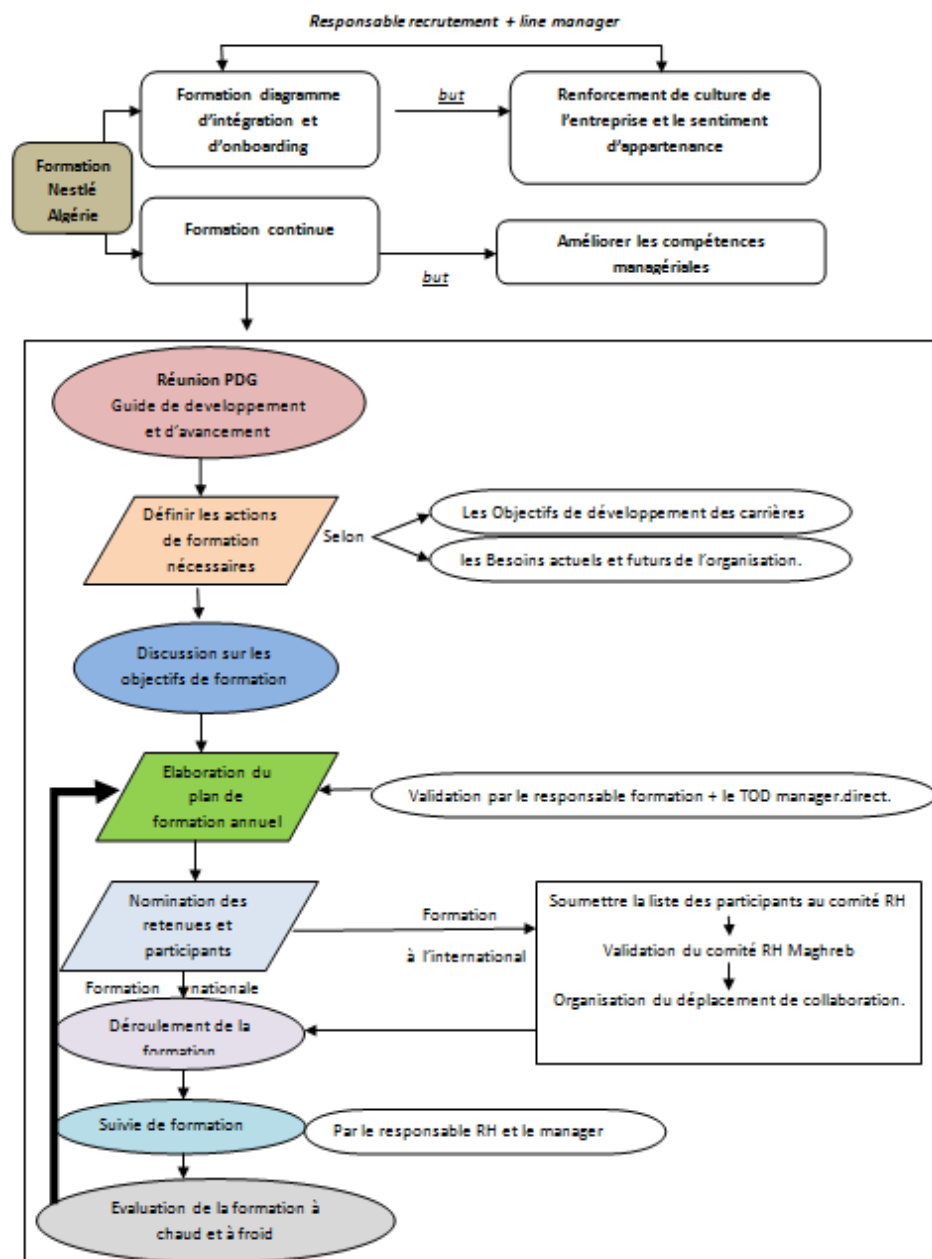 Responsable recrutement + line manager
Formation diagramme
d'intégration et
d'onboarding
but
Renforcement de culture de
l'entreprise et le sentiment
d'appartenance
Formation
Nestlé
Algérie
Formation continue
but
Améliorer les compétences
managériales
Réunion PDG
Guide de developpement
et d'avancement
Définir les actions
de formation
nécessaires
Selon
Les Objectifs de développement des carrières
les Besoins actuels et futurs de l'organisation.
Discussion sur les
objectifs de formation
Elaboration du
plan de
formation annuel
Validation par le responsable formation + le TOD manager.direct.
Nomination des
retenues et
participants
Formation
à l'international
Soumettre la liste des participants au comité RH
Validation du comité RH Maghreb
Organisation du déplacement de collaboration.
Formation nationale
Déroulement de la
formation
Suivie de formation
Par le responsable RH et le manager
Evaluation de la formation à
chaud et à froid